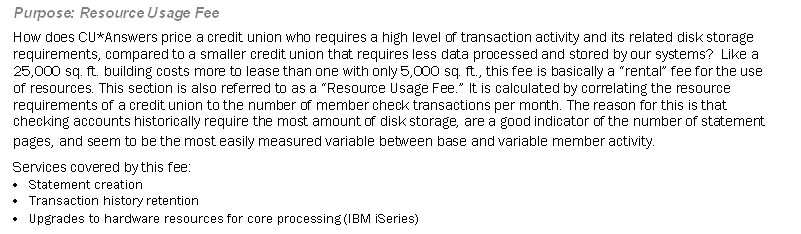 Purpose: Resource Usage Fee
How does CU*Answers price a credit union who requires a high level of transaction activity and its related disk storage
requirements, compared to a smaller credit union that requires less data processed and stored by our systems? Like a
25,000 sq. ft. building costs more to lease than one with only 5,000 sq. ft., this fee is basically a "rental" fee for the use
of resources. This section is also referred to as a "Resource Usage Fee." It is calculated by correlating the resource
requirements of a credit union to the number of member check transactions per month. The reason for this is that
checking accounts historically require the most amount of disk storage, are a good indicator of the number of statement
pages, and seem to be the most easily measured variable between base and variable member activity.
Services covered by this fee:
• Statement creation
• Transaction history retention
• Upgrades to hardware resources for core processing (IBM iSeries)